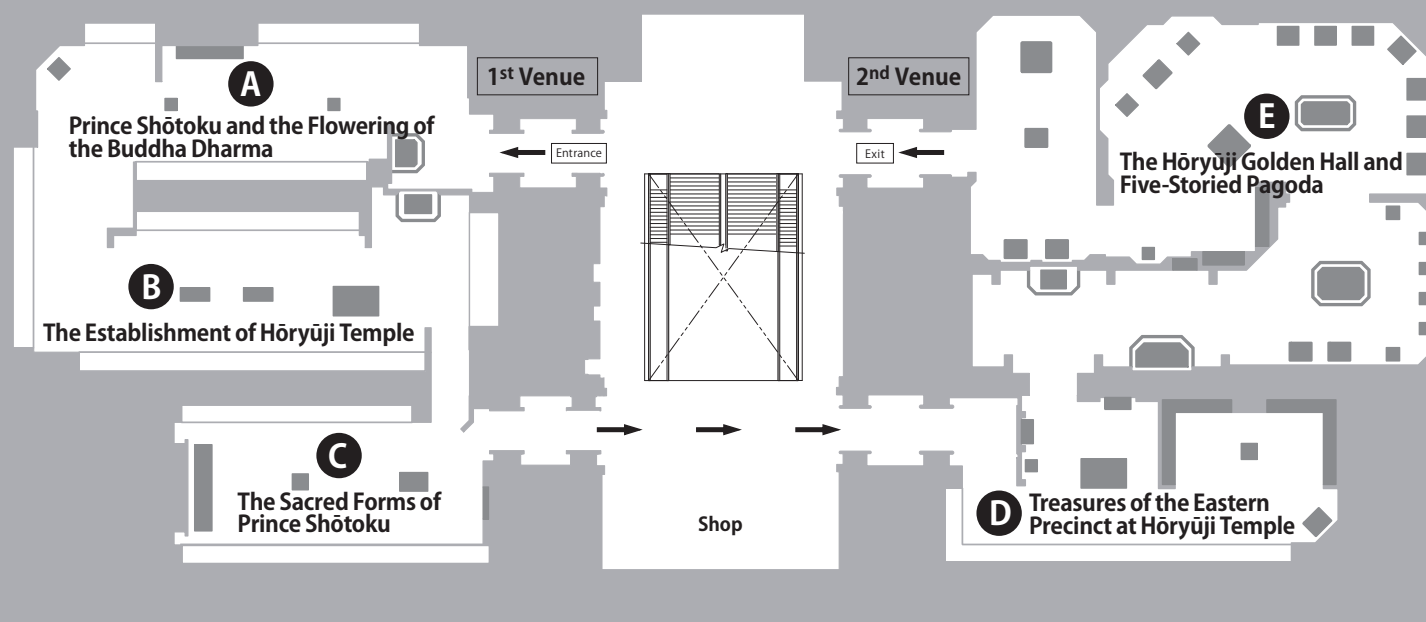 1st Venue
2nd Venue
A
Prince Shōtoku and the Flowering of
the Buddha Dharma
Entrance
Exit
E
The Hōryūji Golden Hall and
Five-Storied Pagoda
B
The Establishment of Hōryūji Temple
C
The Sacred Forms of
Prince Shōtoku
Shop
D
Treasures of the Eastern
Precinct at Hōryūji Temple